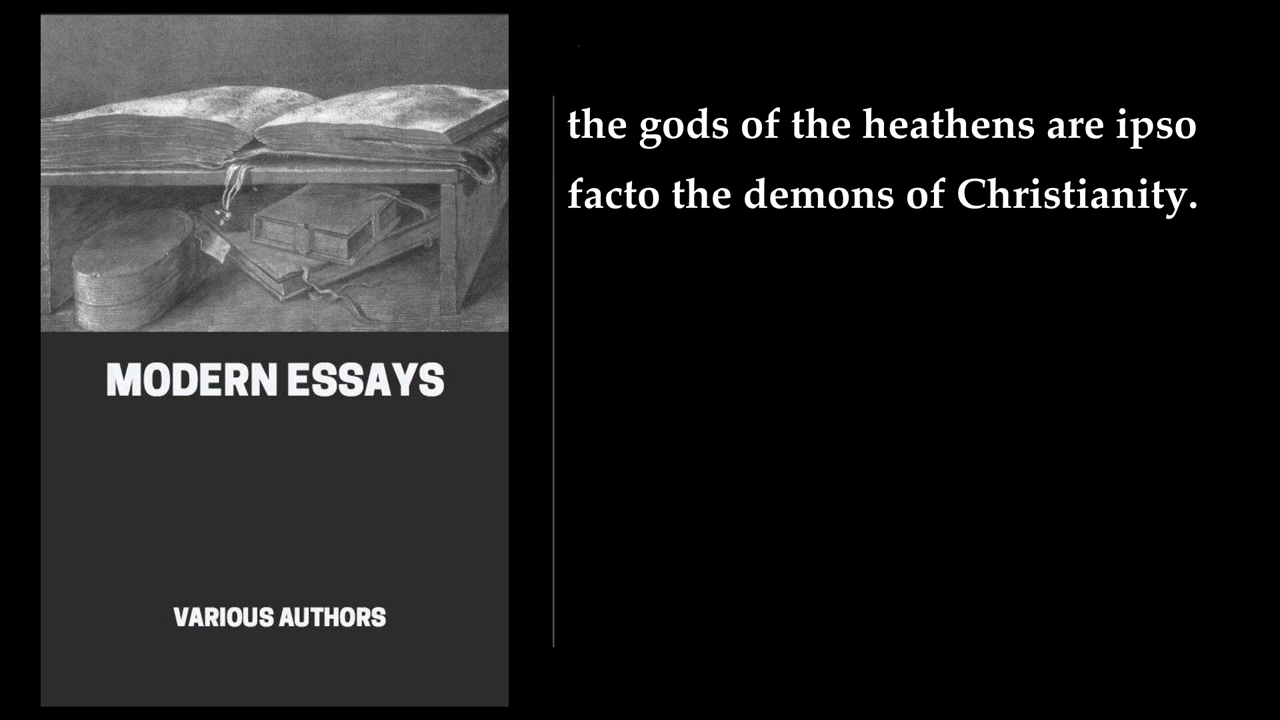 MODERN ESSAYS
VARIOUS AUTHORS
the gods of the heathens are ipso
facto the demons of Christianity.